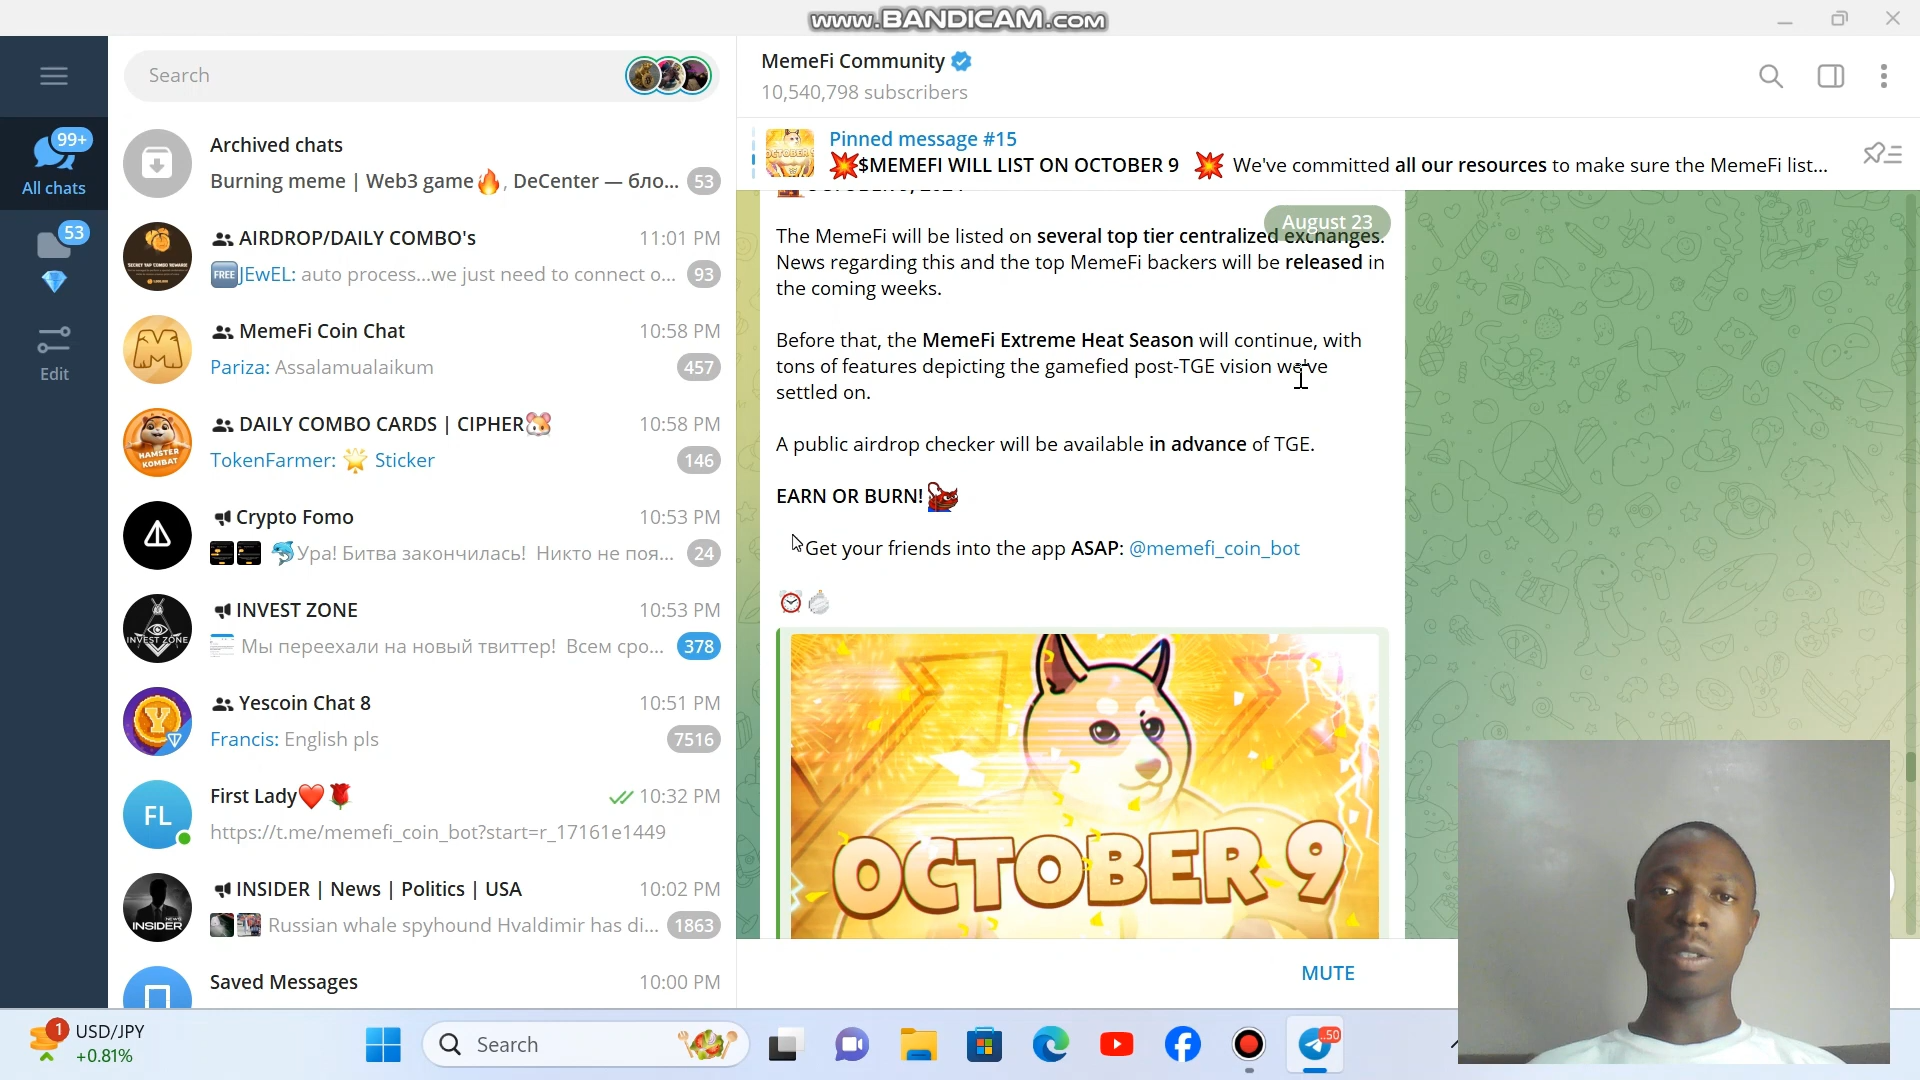 www.BANDICAM.com
Search
99+
All chats
53
Edit
Archived chats
Burning meme | Web3 game🔥, DeCenter — бло... 53
AIRDROP/DAILY COMBO's 11:01 PM
🆓JEwEL: auto process...we just need to connect o... 93
MemeFi Coin Chat 10:58 PM
Pariza: Assalamualaikum 457
DAILY COMBO CARDS | CIPHER🐹 10:58 PM
TokenFarmer: 🌟 Sticker 146
HAMSTER KOMBAT
Crypto Fomo 10:53 PM
🐬Ура! Битва закончилась! Никто не поя... 24
INVEST ZONE 10:53 PM
Мы переехали на новый твиттер! Всем сро... 378
INVEST ZONE
Yescoin Chat 8 10:51 PM
Francis: English pls 7516
First Lady❤️🌹 10:32 PM
FL
https://t.me/memefi_coin_bot?start=r_17161e1449
INSIDER | News | Politics | USA 10:02 PM
Russian whale spyhound Hvaldimir has di... 1863
INSIDER
Saved Messages 10:00 PM
MemeFi Community
10,540,798 subscribers
Pinned message #15
💥$MEMEFI WILL LIST ON OCTOBER 9 💥 We've committed all our resources to make sure the MemeFi list...
August 23
The MemeFi will be listed on several top tier centralized exchanges.
News regarding this and the top MemeFi backers will be released in
the coming weeks.
Before that, the MemeFi Extreme Heat Season will continue, with
tons of features depicting the gamefied post-TGE vision we've
settled on.
A public airdrop checker will be available in advance of TGE.
EARN OR BURN!
Get your friends into the app ASAP: @memefi_coin_bot
⏰⏱
OCTOBER 9
MUTE
1
USD/JPY
+0.81%
Search
..50